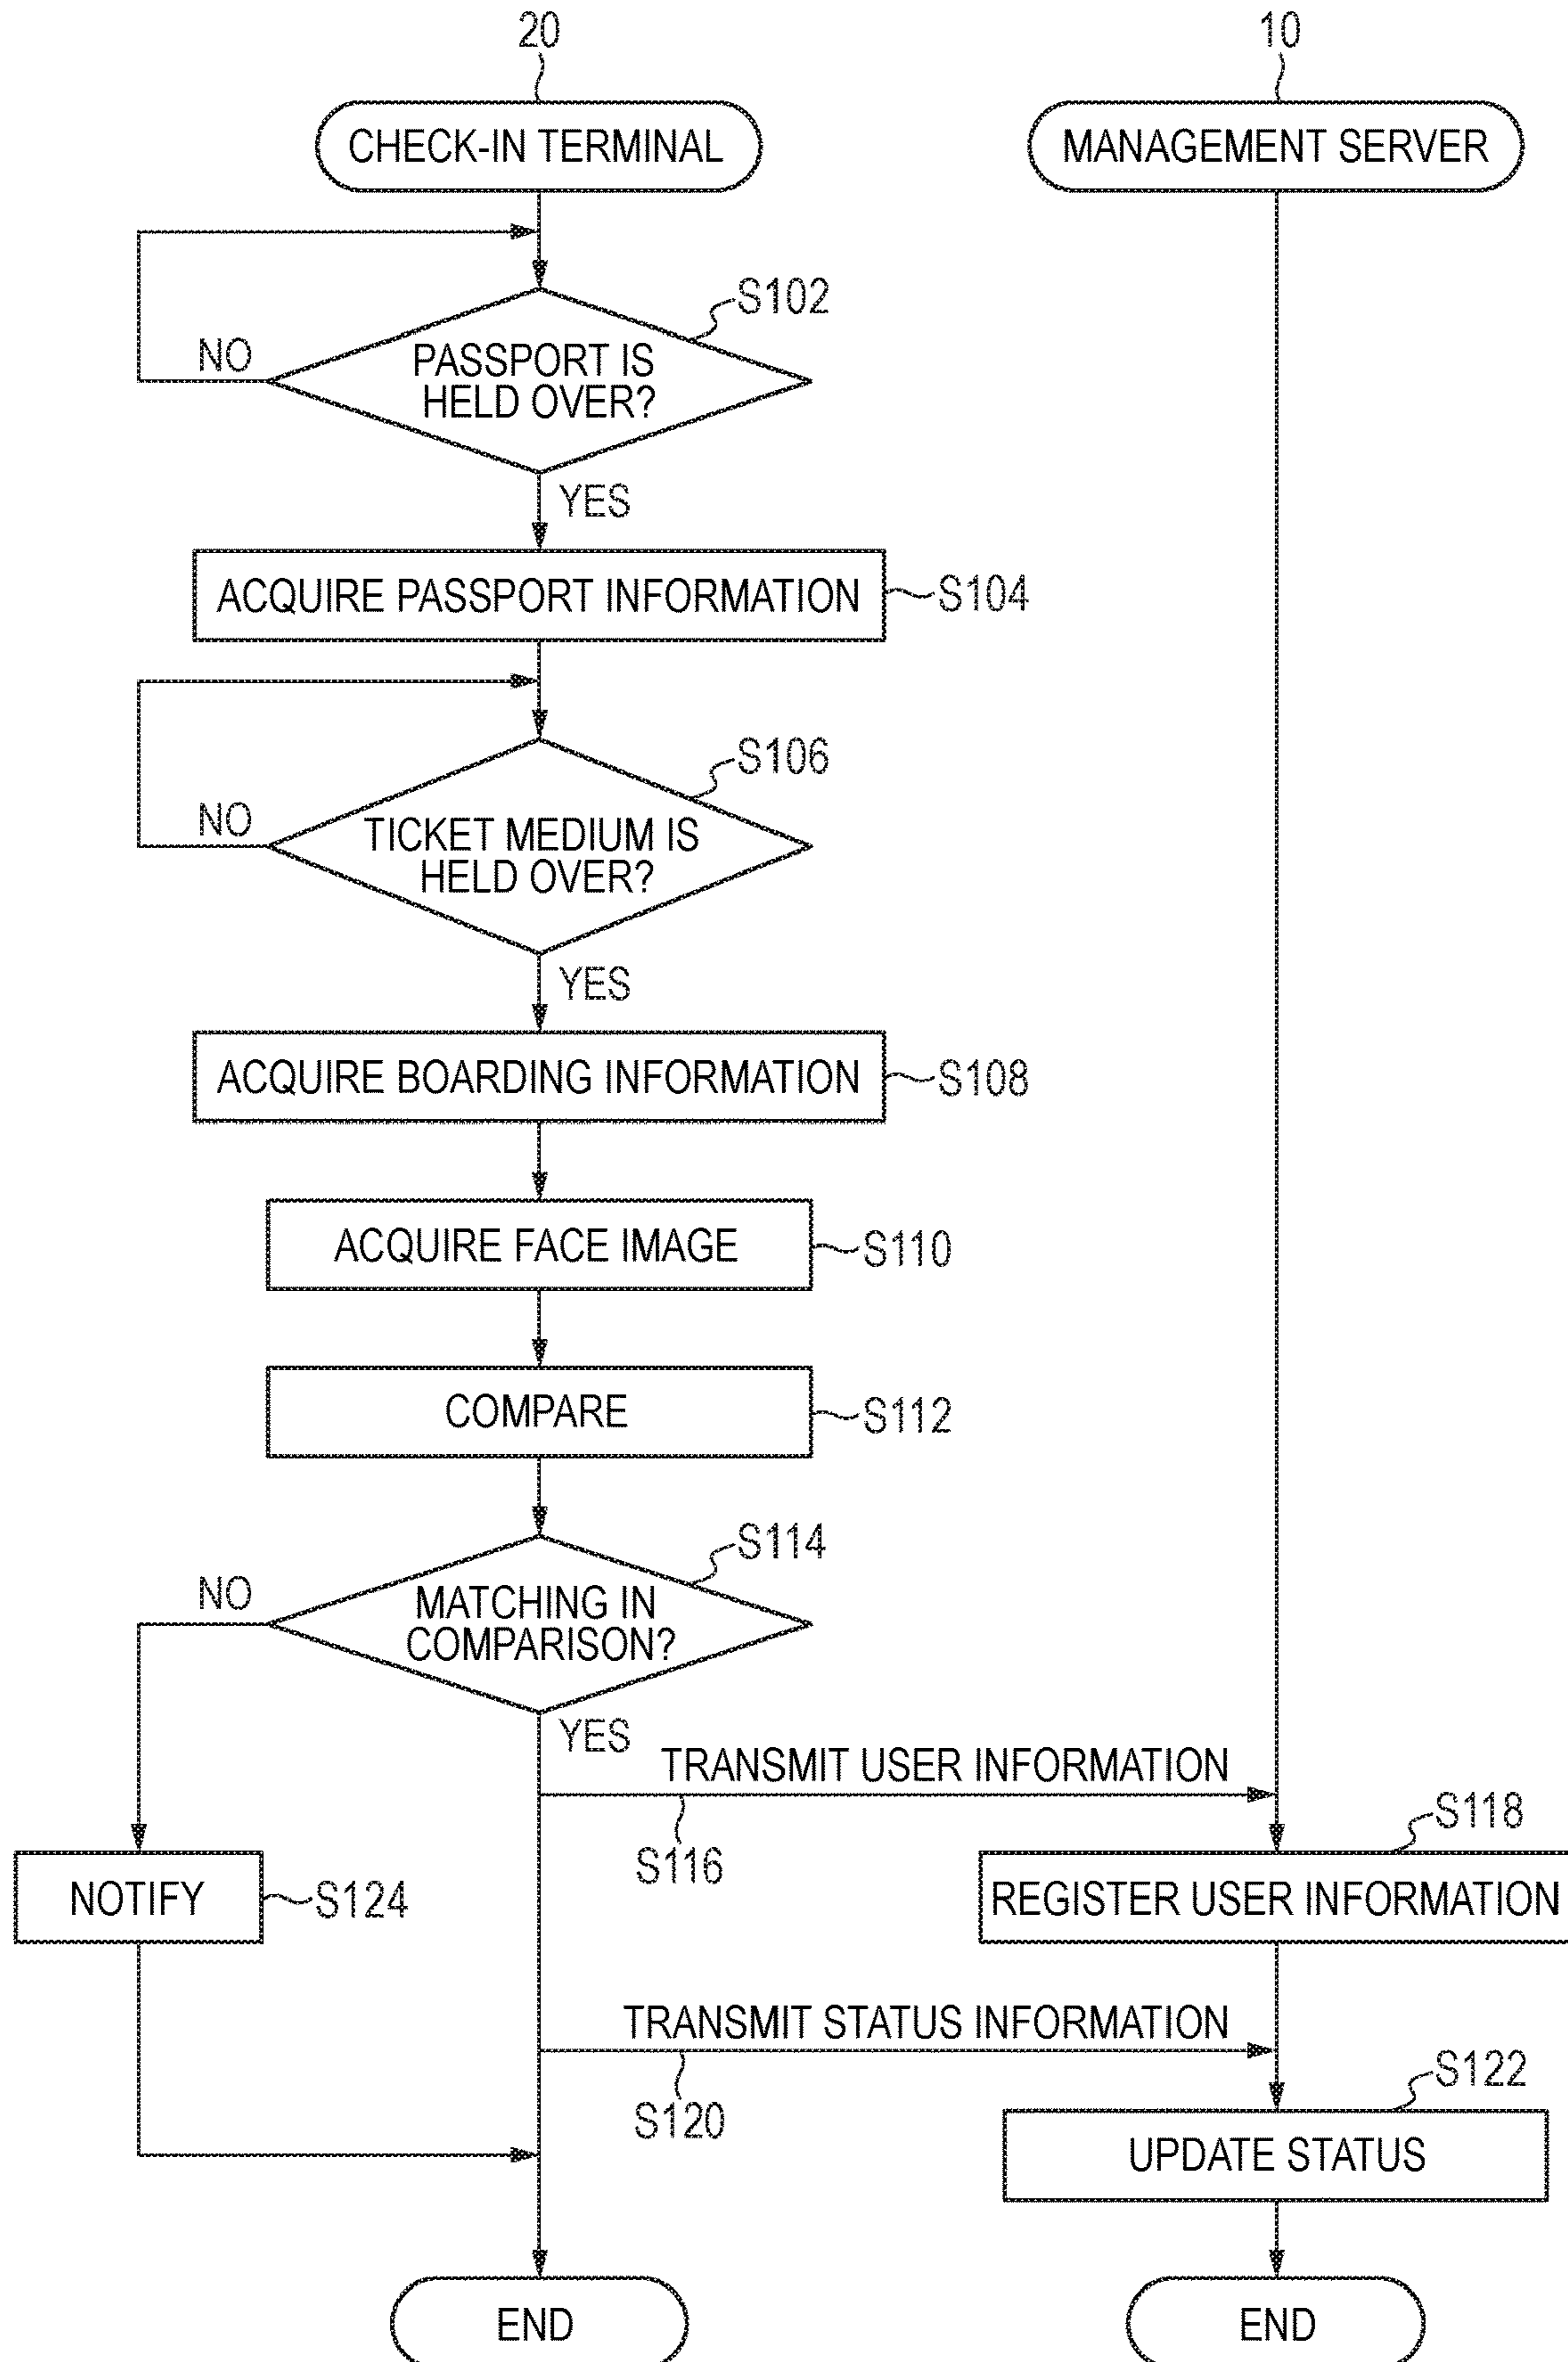 20
10
CHECK-IN TERMINAL
MANAGEMENT SERVER
S102
NO
PASSPORT IS
HELD OVER?
YES
ACQUIRE PASSPORT INFORMATION
S104
S106
NO
TICKET MEDIUM IS
HELD OVER?
YES
ACQUIRE BOARDING INFORMATION
S108
ACQUIRE FACE IMAGE
S110
COMPARE
S112
S114
NO
MATCHING IN
COMPARISON?
YES
TRANSMIT USER INFORMATION
S116
S118
NOTIFY
S124
REGISTER USER INFORMATION
TRANSMIT STATUS INFORMATION
S120
S122
UPDATE STATUS
END
END